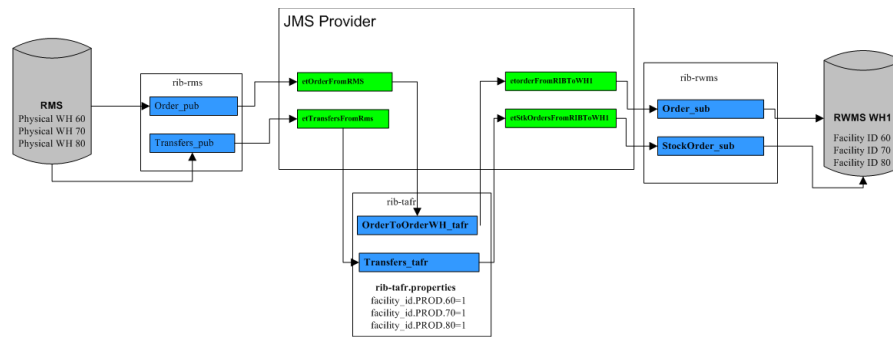 JMS Provider
RMS
Physical WH 60
Physical WH 70
Physical WH 80
rib-rms
Order_pub
Transfers_pub
etOrderFromRMS
etTransfersFromRms
etorderFromRIBToWH1
etStkOrdersFromRIBToWH1
rib-rwms
Order_sub
StockOrder_sub
RWMS WH1
Facility ID 60
Facility ID 70
Facility ID 80
rib-tafr
OrderToOrderWH_tafr
Transfers_tafr
rib-tafr.properties
facility_id.PROD.60=1
facility_id.PROD.70=1
facility_id.PROD.80=1